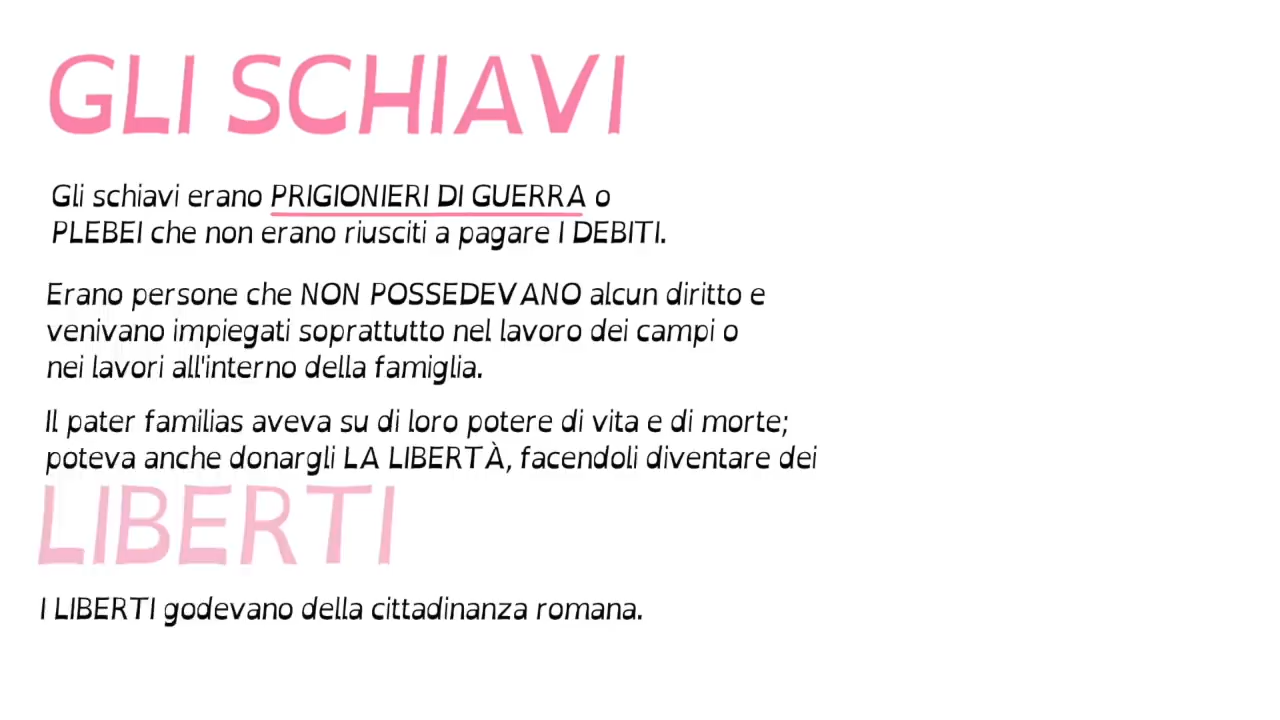 GLI SCHIAVI
Gli schiavi erano PRIGIONIERI DI GUERRA o
PLEBEI che non erano riusciti a pagare I DEBITI.
Erano persone che NON POSSEDEVANO alcun diritto e
venivano impiegati soprattutto nel lavoro dei campi o
nei lavori all'interno della famiglia.
Il pater familias aveva su di loro potere di vita e di morte;
poteva anche donargli LA LIBERTÀ, facendoli diventare dei
LIBERTI
I LIBERTI godevano della cittadinanza romana.